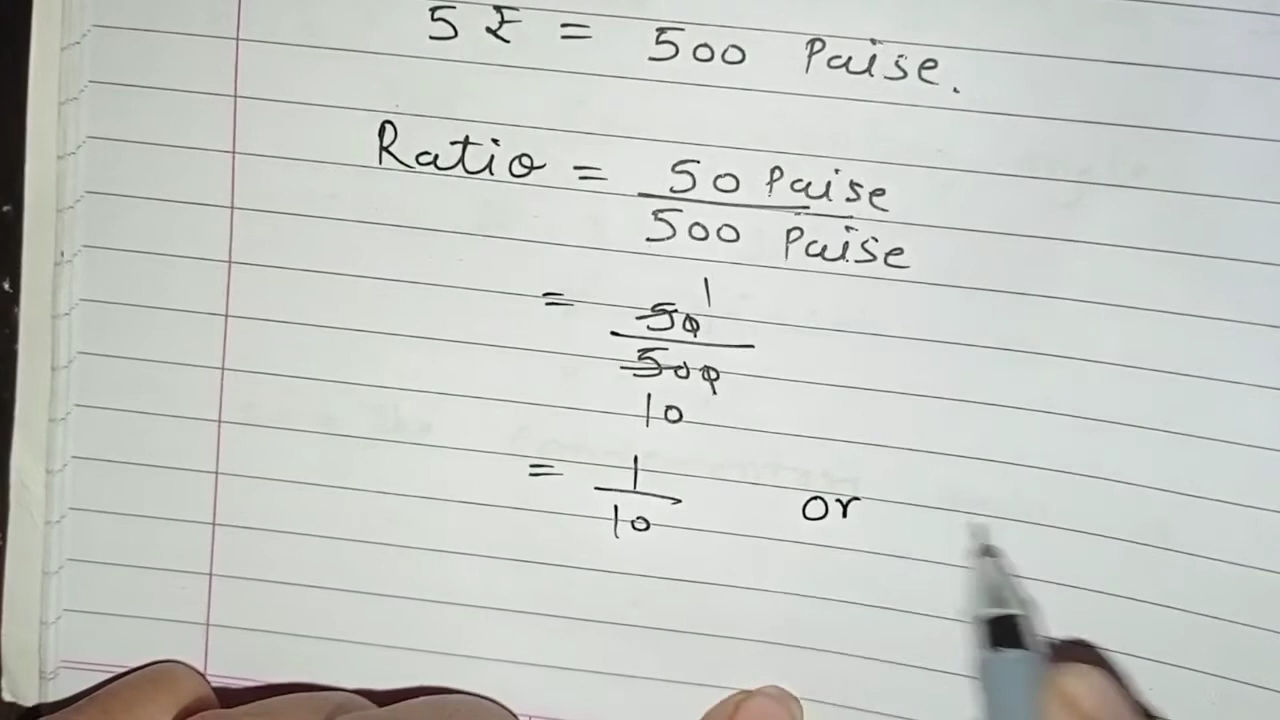 5 ₹ = 500 Paise.
Ratio = 50 Paise
500 Paise
= 50 1
500
10
= 1 or
10